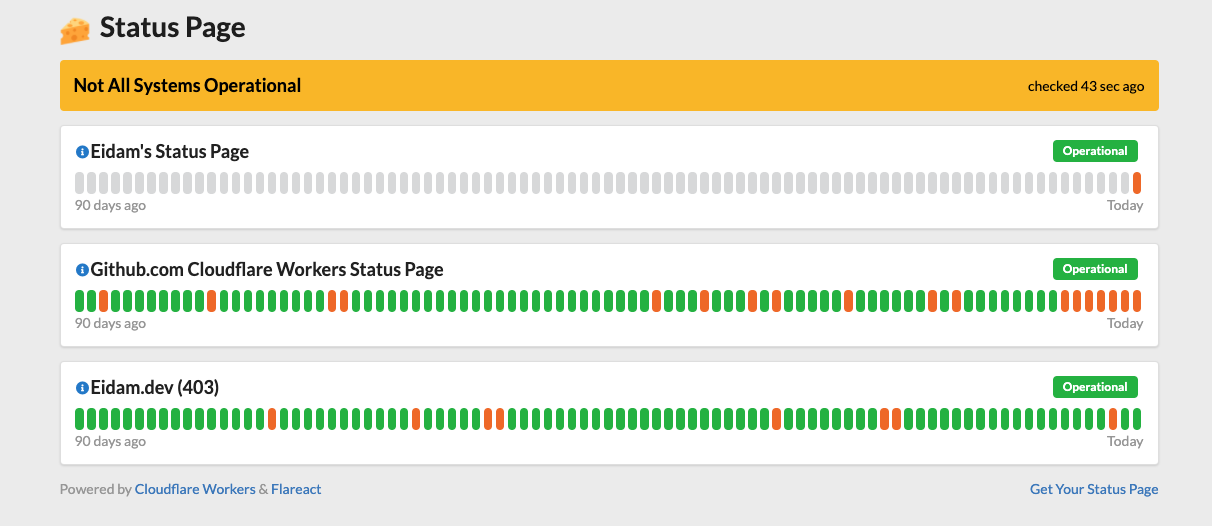 Status Page
Not All Systems Operational checked 43 sec ago
Eidam's Status Page Operational
90 days ago Today
Github.com Cloudflare Workers Status Page Operational
90 days ago Today
Eidam.dev (403) Operational
90 days ago Today
Powered by Cloudflare Workers & Flareact Get Your Status Page